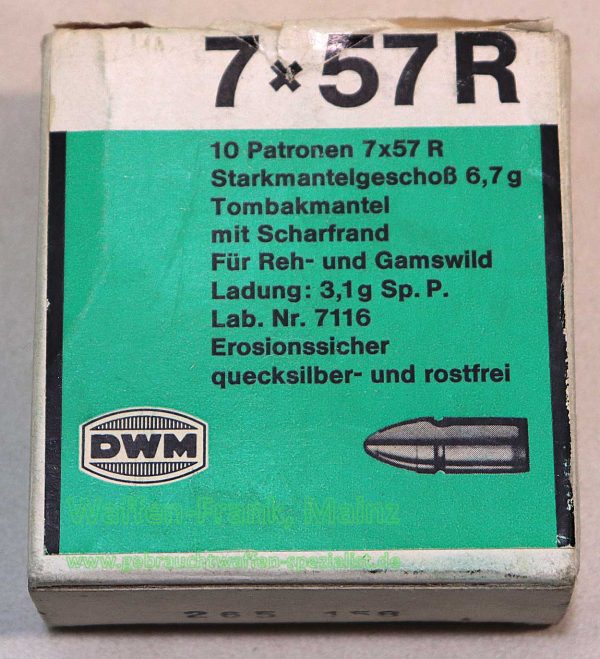 7×57R
10 Patronen 7x57 R
Starkmantelgeschoß 6,7g
Tombakmantel
mit Scharfrand
Für Reh- und Gamswild
Ladung: 3,1g Sp. P.
Lab. Nr. 7116
Erosionssicher
quecksilber- und rostfrei
DWM
Waffen-Frank, Mainz
www.gebrauchtwaffen-spezialist.de
265